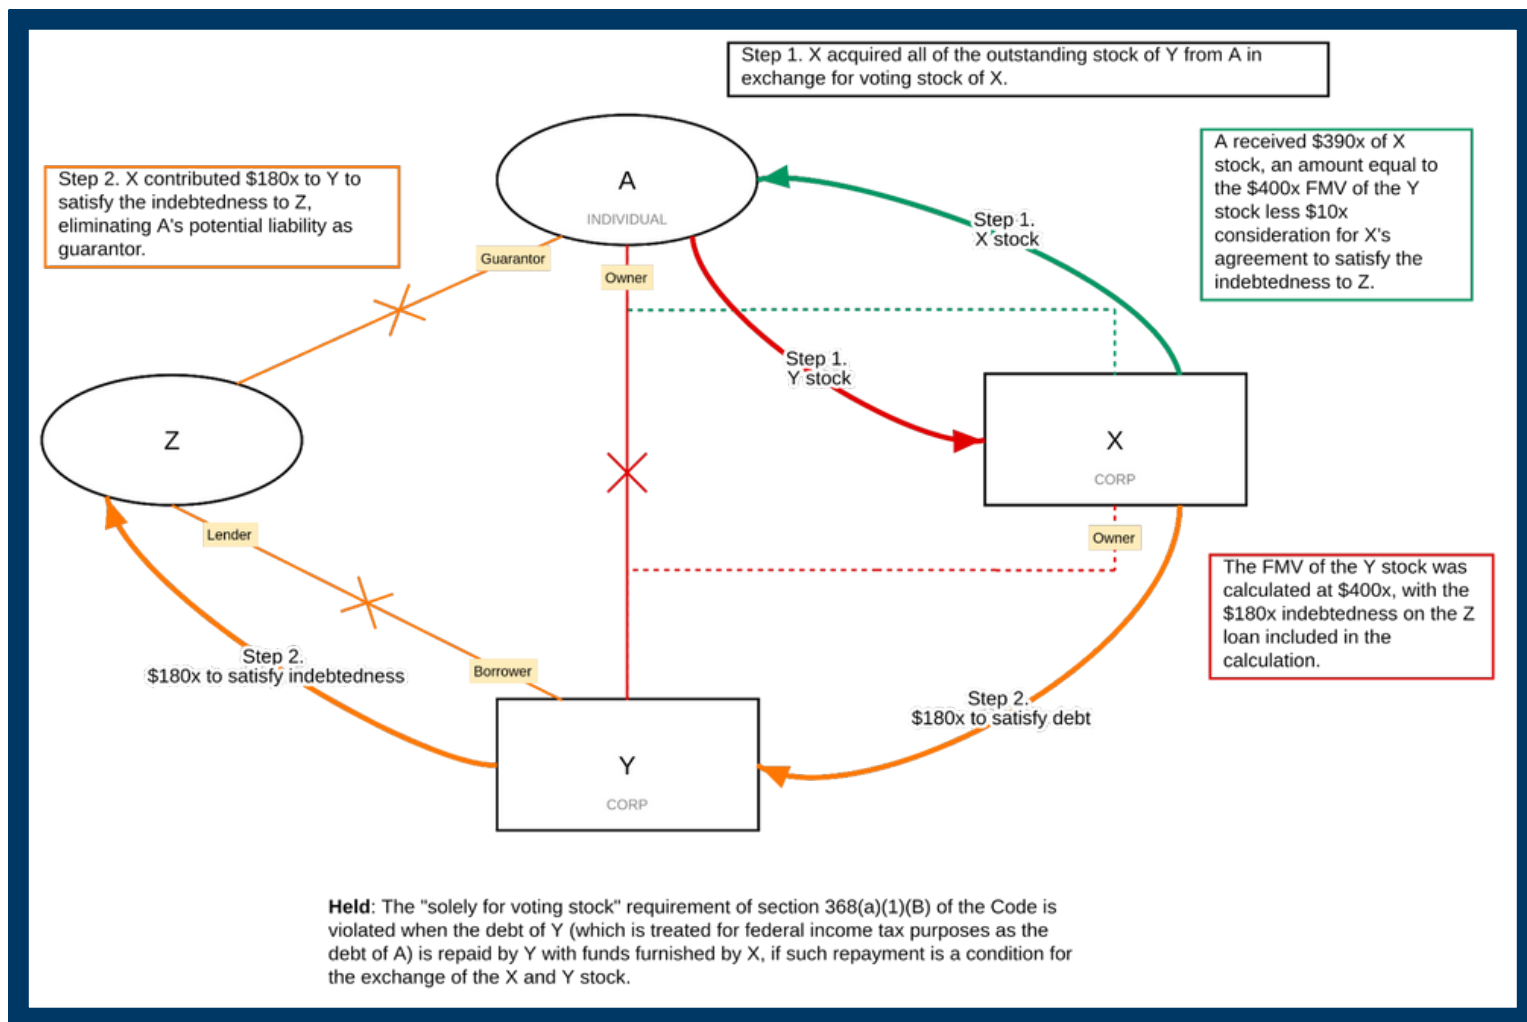 Step 1. X acquired all of the outstanding stock of Y from A in
exchange for voting stock of X.
A received $390x of X
stock, an amount equal to
the $400x FMV of the Y
stock less $10x
consideration for X's
agreement to satisfy the
indebtedness to Z.
Step 2. X contributed $180x to Y to
satisfy the indebtedness to Z,
eliminating A's potential liability as
guarantor.
A
INDIVIDUAL
Guarantor
Owner
Step 1.
X stock
Step 1.
Y stock
Z
X
CORP
Lender
Owner
The FMV of the Y stock was
calculated at $400x, with the
$180x indebtedness on the Z
loan included in the
calculation.
Step 2.
$180x to satisfy indebtedness
Borrower
Step 2.
$180x to satisfy debt
Y
CORP
Held: The "solely for voting stock" requirement of section 368(a)(1)(B) of the Code is
violated when the debt of Y (which is treated for federal income tax purposes as the
debt of A) is repaid by Y with funds furnished by X, if such repayment is a condition for
the exchange of the X and Y stock.